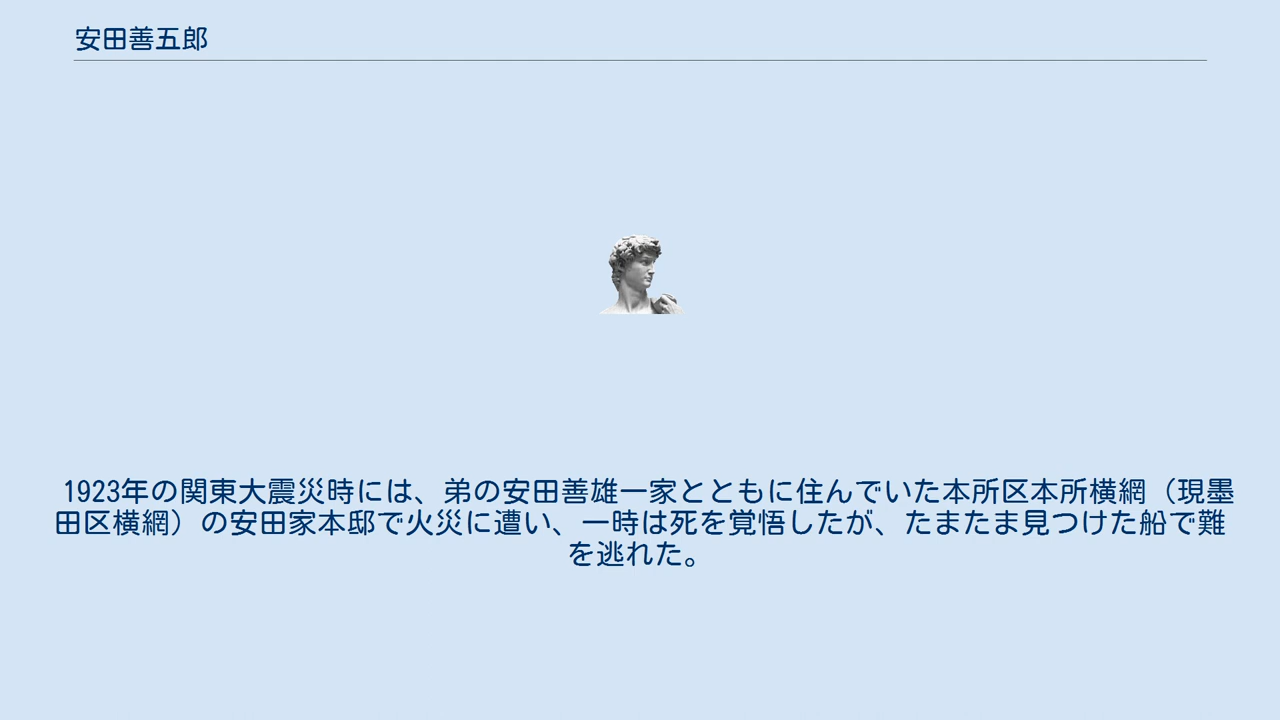 安田善五郎
1923年の関東大震災時には、弟の安田善雄一家とともに住んでいた本所区本所横網（現墨
田区横網）の安田家本邸で火災に遭い、一時は死を覚悟したが、たまたま見つけた船で難
を逃れた。